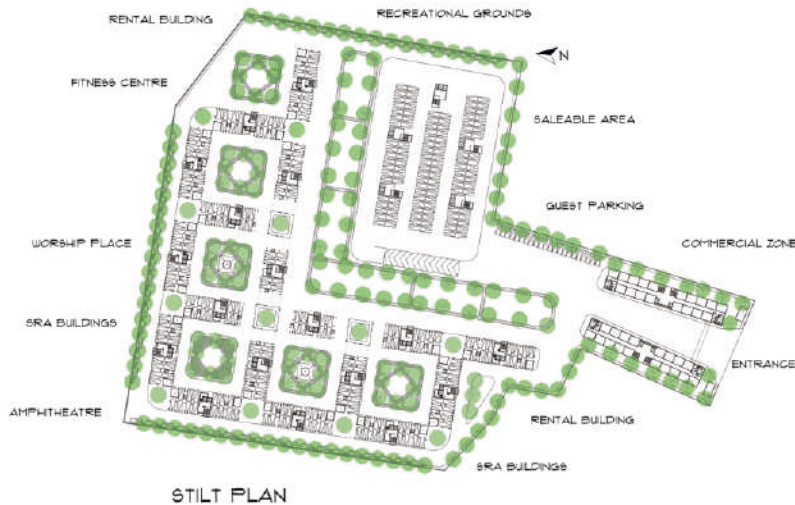 RECREATIONAL GROUNDS
RENTAL BUILDING
N
FITNESS CENTRE
SALEABLE AREA
GUEST PARKING
WORSHIP PLACE
COMMERCIAL ZONE
SRA BUILDINGS
ENTRANCE
AMPHITHEATRE
RENTAL BUILDING
SRA BUILDINGS
STILT PLAN